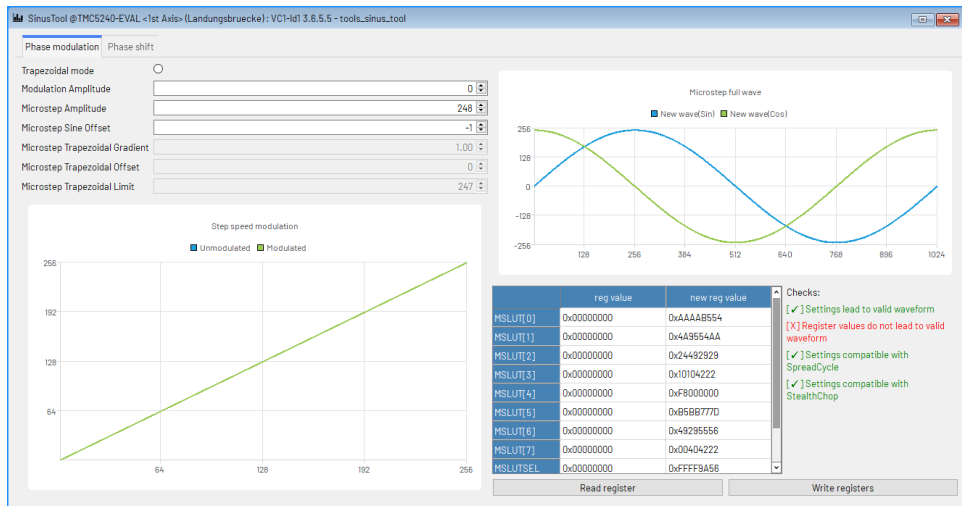 SinusTool @TMC5240-EVAL <1st Axis> (Landungsbruecke) : VC1-Id1 3.6.5.5 - tools_sinus_tool
Phase modulation Phase shift
Trapezoidal mode
Modulation Amplitude 0
Microstep Amplitude 248
Microstep Sine Offset -1
Microstep Trapezoidal Gradient 1.00
Microstep Trapezoidal Offset 0
Microstep Trapezoidal Limit 247
Step speed modulation
Unmodulated Modulated
256
192
128
64
64 128 192 256
Microstep full wave
New wave(Sin) New wave(Cos)
256
128
0
-128
-256
128 256 384 512 640 768 896 1024
reg value new reg value
MSLUT[0] 0x00000000 0xAAAAB554
MSLUT[1] 0x00000000 0x4A9554AA
MSLUT[2] 0x00000000 0x24492929
MSLUT[3] 0x00000000 0x10104222
MSLUT[4] 0x00000000 0xF8000000
MSLUT[5] 0x00000000 0xB5BB777D
MSLUT[6] 0x00000000 0x49295556
MSLUT[7] 0x00000000 0x00404222
MSLUTSEL 0x00000000 0xFFFF9A56
Checks:
[✓] Settings lead to valid waveform
[X] Register values do not lead to valid
waveform
[✓] Settings compatible with
SpreadCycle
[✓] Settings compatible with
StealthChop
Read register Write registers